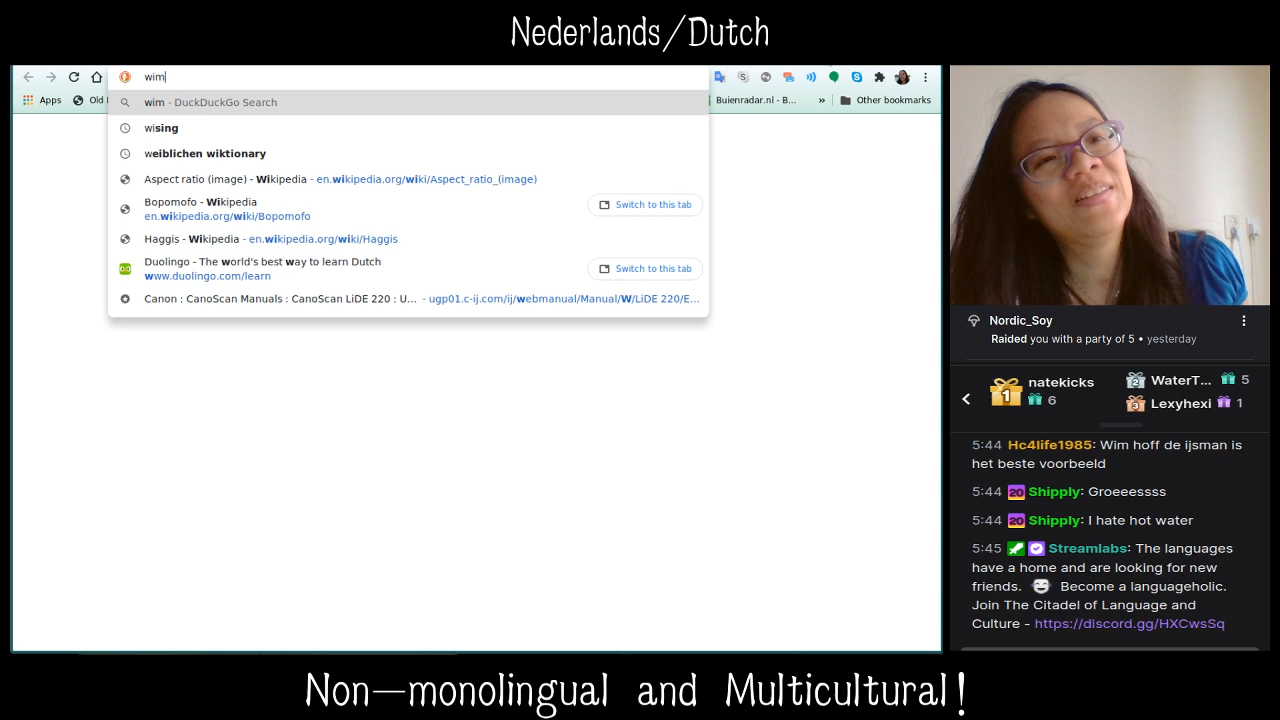 Nederlands/Dutch
wim
Apps
Old
Buienradar.nl - B...
»
Other bookmarks
wim - DuckDuckGo Search
wising
weiblichen wiktionary
Aspect ratio (image) - Wikipedia - en.wikipedia.org/wiki/Aspect_ratio_(image)
Bopomofo - Wikipedia
en.wikipedia.org/wiki/Bopomofo
Switch to this tab
Haggis - Wikipedia - en.wikipedia.org/wiki/Haggis
Duolingo - The world's best way to learn Dutch
www.duolingo.com/learn
Switch to this tab
Canon : CanoScan Manuals : CanoScan LiDE 220 : U... - ugp01.c-ij.com/ij/webmanual/Manual/W/LiDE 220/E...
Nordic_Soy
Raided you with a party of 5 • yesterday
1 natekicks
6
2 WaterT... 5
3 Lexyhexi 1
5:44 Hc4life1985: Wim hoff de ijsman is
het beste voorbeeld
5:44 20 Shipply: Groeeessss
5:44 20 Shipply: I hate hot water
5:45 Streamlabs: The languages
have a home and are looking for new
friends. Become a languageholic.
Join The Citadel of Language and
Culture - https://discord.gg/HXCwsSq
Non-monolingual and Multicultural!